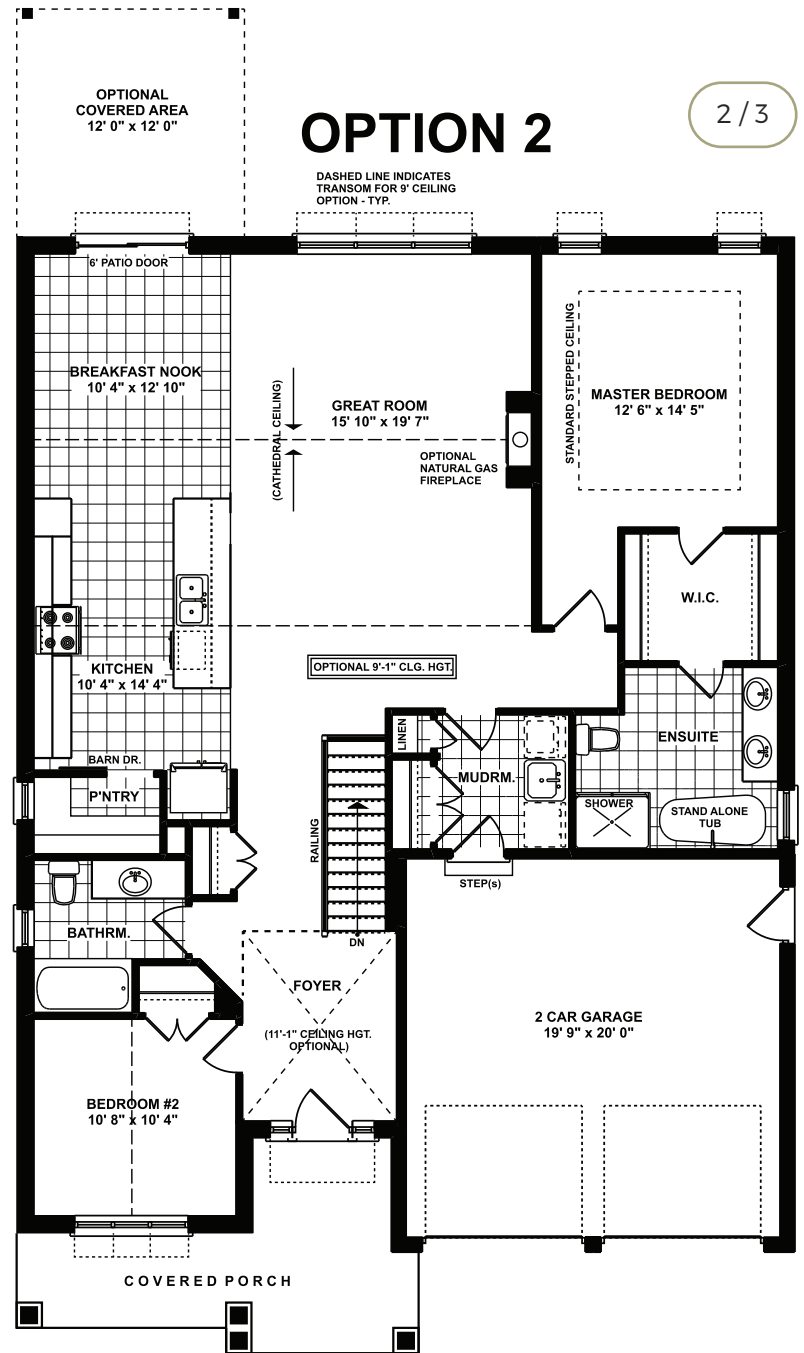 OPTIONAL
COVERED AREA
12' 0" x 12' 0"
OPTION 2
2 / 3
DASHED LINE INDICATES
TRANSOM FOR 9' CEILING
OPTION - TYP.
6' PATIO DOOR
BREAKFAST NOOK
10' 4" x 12' 10"
(CATHEDRAL CEILING)
GREAT ROOM
15' 10" x 19' 7"
OPTIONAL
NATURAL GAS
FIREPLACE
STANDARD STEPPED CEILING
MASTER BEDROOM
12' 6" x 14' 5"
W.I.C.
KITCHEN
10' 4" x 14' 4"
OPTIONAL 9'-1" CLG. HGT.
BARN DR.
P'NTRY
LINEN
MUDRM.
ENSUITE
SHOWER
STAND ALONE
TUB
RAILING
STEP(s)
DN
BATHRM.
FOYER
(11'-1" CEILING HGT.
OPTIONAL)
2 CAR GARAGE
19' 9" x 20' 0"
BEDROOM #2
10' 8" x 10' 4"
COVERED PORCH